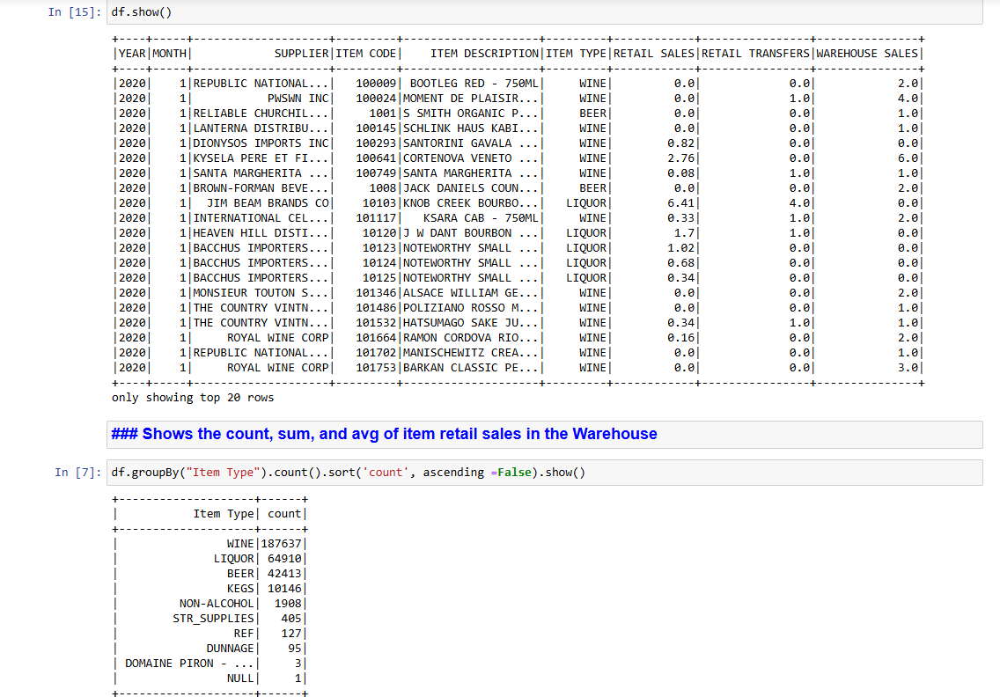 In [15]: df.show()
+----+-----+--------------------+---------+--------------------+---------+------------+----------------+---------------+
|YEAR|MONTH|            SUPPLIER|ITEM CODE|    ITEM DESCRIPTION|ITEM TYPE|RETAIL SALES|RETAIL TRANSFERS|WAREHOUSE SALES|
+----+-----+--------------------+---------+--------------------+---------+------------+----------------+---------------+
|2020|    1|REPUBLIC NATIONAL...|   100009| BOOTLEG RED - 750ML|     WINE|         0.0|             0.0|            2.0|
|2020|    1|           PWSWN INC|   100024|MOMENT DE PLAISIR...|     WINE|         0.0|             1.0|            4.0|
|2020|    1|RELIABLE CHURCHIL...|     1001|S SMITH ORGANIC P...|     BEER|         0.0|             0.0|            1.0|
|2020|    1|LANTERNA DISTRIBU...|   100145|SCHLINK HAUS KABI...|     WINE|         0.0|             0.0|            1.0|
|2020|    1|DIONYSOS IMPORTS INC|   100293|SANTORINI GAVALA ...|     WINE|        0.82|             0.0|            0.0|
|2020|    1|KYSELA PERE ET FI...|   100641|CORTENOVA VENETO ...|     WINE|        2.76|             0.0|            6.0|
|2020|    1|SANTA MARGHERITA ...|   100749|SANTA MARGHERITA ...|     WINE|        0.08|             1.0|            1.0|
|2020|    1|BROWN-FORMAN BEVE...|     1008|JACK DANIELS COUN...|     BEER|         0.0|             0.0|            2.0|
|2020|    1|  JIM BEAM BRANDS CO|    10103|KNOB CREEK BOURBO...|   LIQUOR|        6.41|             4.0|            0.0|
|2020|    1|INTERNATIONAL CEL...|   101117|   KSARA CAB - 750ML|     WINE|        0.33|             1.0|            2.0|
|2020|    1|HEAVEN HILL DISTI...|    10120|J W DANT BOURBON ...|   LIQUOR|         1.7|             1.0|            0.0|
|2020|    1|BACCHUS IMPORTERS...|    10123|NOTEWORTHY SMALL ...|   LIQUOR|        1.02|             0.0|            0.0|
|2020|    1|BACCHUS IMPORTERS...|    10124|NOTEWORTHY SMALL ...|   LIQUOR|        0.68|             0.0|            0.0|
|2020|    1|BACCHUS IMPORTERS...|    10125|NOTEWORTHY SMALL ...|   LIQUOR|        0.34|             0.0|            0.0|
|2020|    1|MONSIEUR TOUTON S...|   101346|ALSACE WILLIAM GE...|     WINE|         0.0|             0.0|            2.0|
|2020|    1|THE COUNTRY VINTN...|   101486|POLIZIANO ROSSO M...|     WINE|         0.0|             0.0|            1.0|
|2020|    1|THE COUNTRY VINTN...|   101532|HATSUMAGO SAKE JU...|     WINE|        0.34|             1.0|            1.0|
|2020|    1|     ROYAL WINE CORP|   101664|RAMON CORDOVA RIO...|     WINE|        0.16|             0.0|            2.0|
|2020|    1|REPUBLIC NATIONAL...|   101702|MANISCHEWITZ CREA...|     WINE|         0.0|             0.0|            1.0|
|2020|    1|     ROYAL WINE CORP|   101753|BARKAN CLASSIC PE...|     WINE|         0.0|             0.0|            3.0|
+----+-----+--------------------+---------+--------------------+---------+------------+----------------+---------------+
only showing top 20 rows
### Shows the count, sum, and avg of item retail sales in the Warehouse
In [7]: df.groupBy("Item Type").count().sort('count', ascending =False).show()
+--------------------+------+
|           Item Type| count|
+--------------------+------+
|                WINE|187637|
|              LIQUOR| 64910|
|                BEER| 42413|
|                KEGS| 10146|
|         NON-ALCOHOL|  1908|
|        STR_SUPPLIES|   405|
|                 REF|   127|
|             DUNNAGE|    95|
| DOMAINE PIRON - ...|     3|
|                NULL|     1|
+--------------------+------+